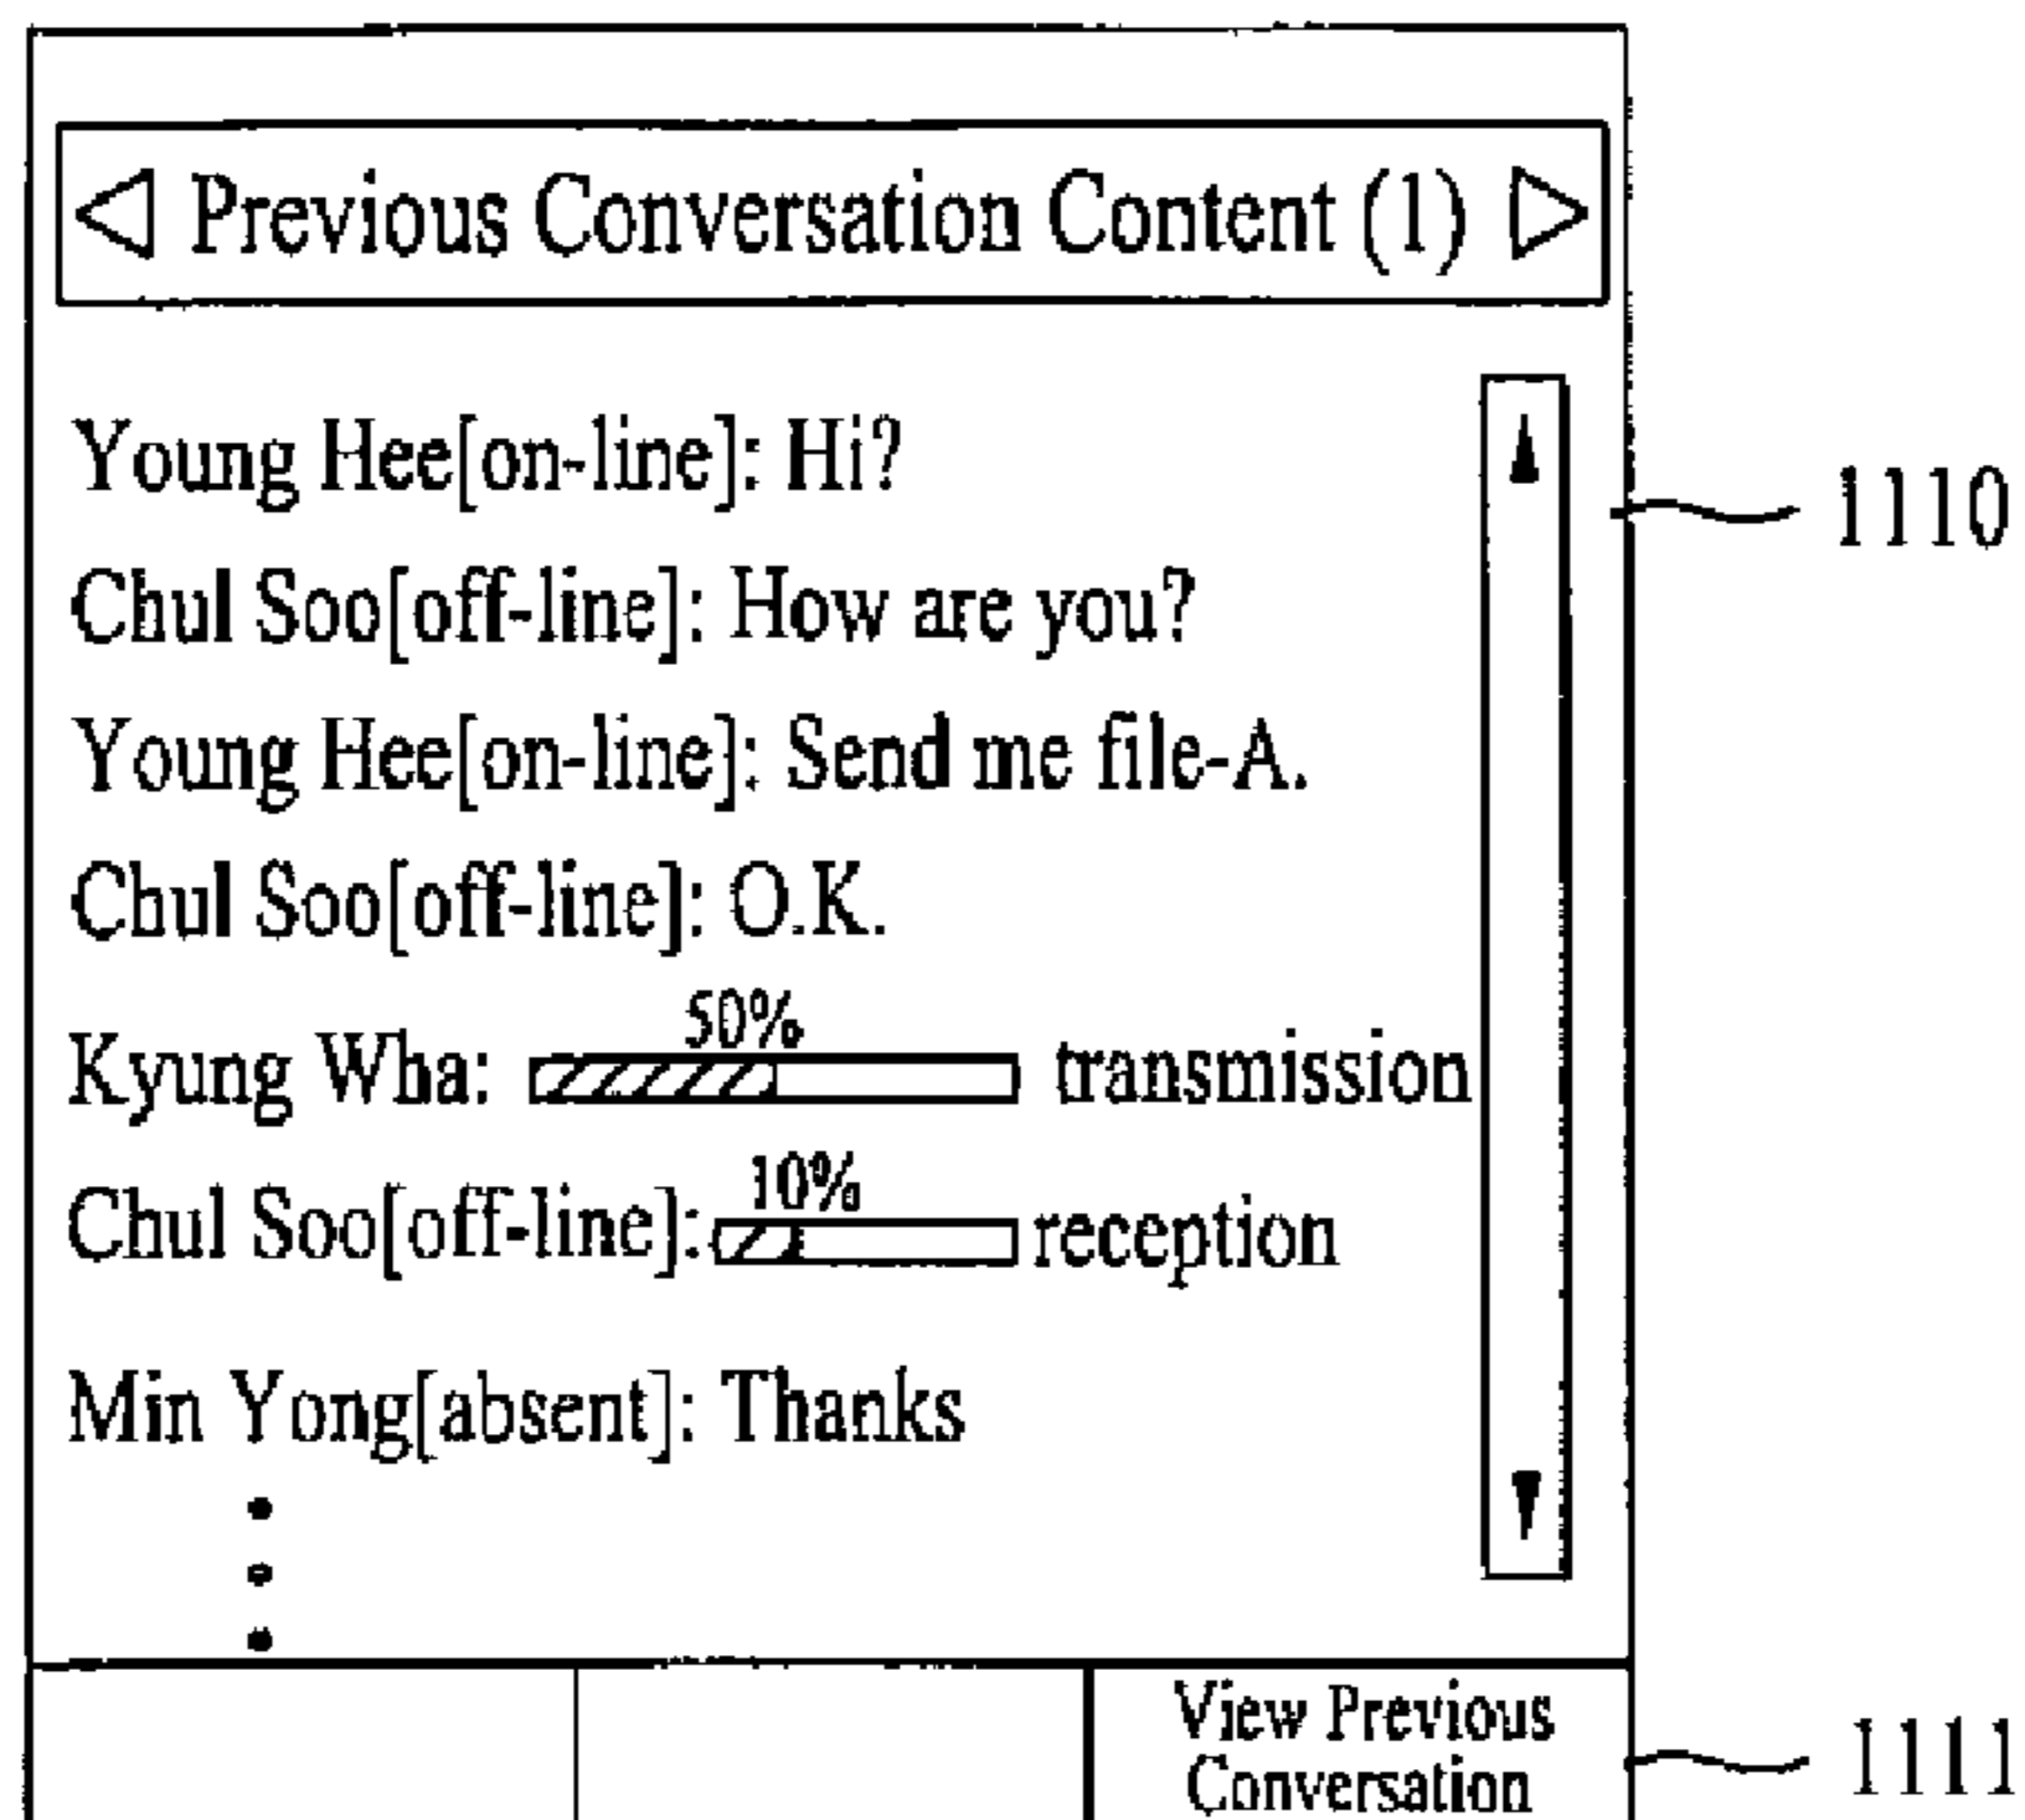 Previous Conversation Content (1)
Young Hee[on-line]: Hi?
1110
Chul Soo[off-line]: How are you?
Young Hee[on-line]: Send me file-A.
Chul Soo[off-line]: O.K.
50%
Kyung Wha: transmission
10%
Chul Soo[off-line]: reception
Min Yong[absent]: Thanks
View Previous
Conversation
1111